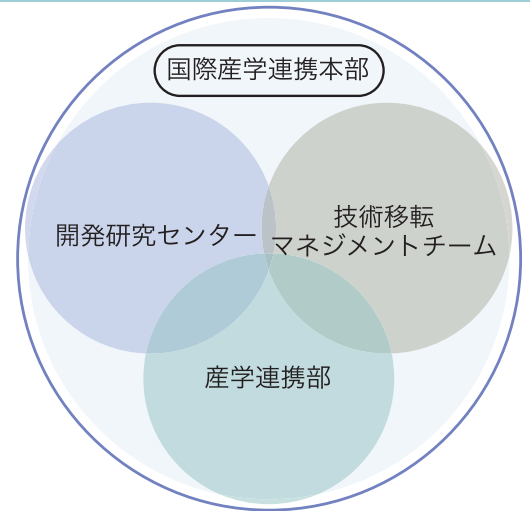 国際産学連携本部
開発研究センター
技術移転
マネジメントチーム
産学連携部